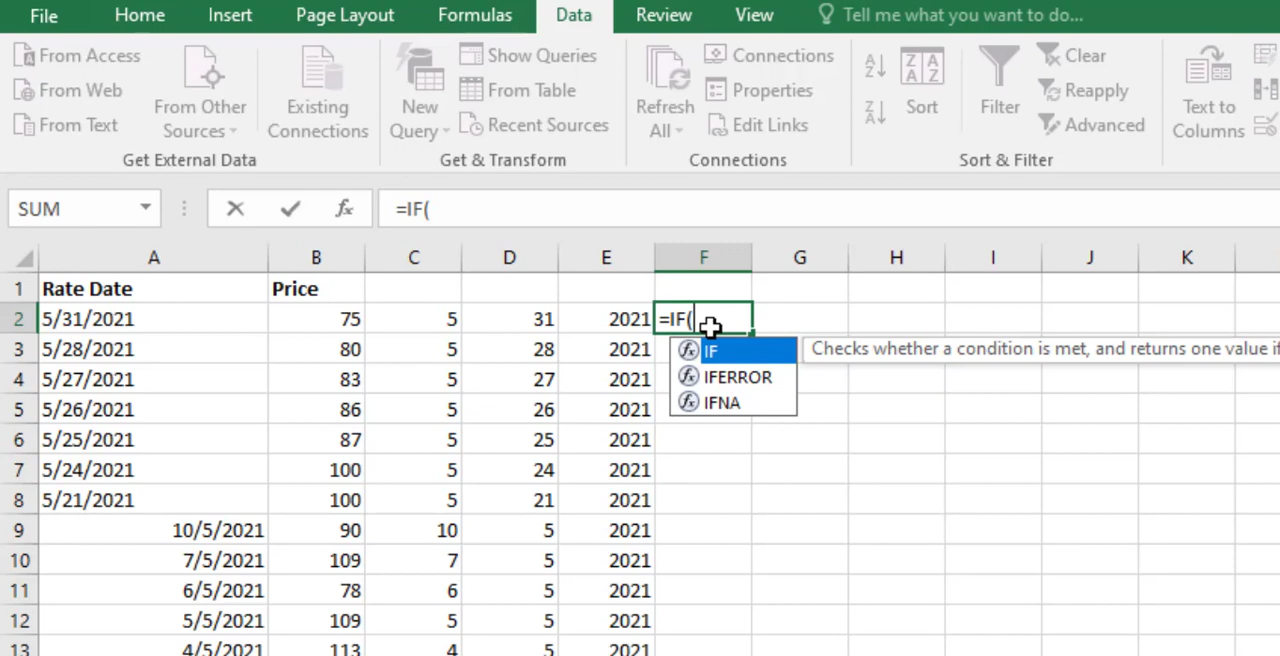 File Home Insert Page Layout Formulas Data Review View Tell me what you want to do...
From Access
From Web
From Text
From Other
Sources
Existing
Connections
Get External Data
New
Query
Show Queries
From Table
Recent Sources
Get & Transform
Refresh
All
Connections
Properties
Edit Links
Connections
A Z
Z A
Z A A Z
Sort
Filter
Clear
Reapply
Advanced
Sort & Filter
Text to
Columns
SUM fx =IF(
A B C D E F G H I J K
1 Rate Date Price
2 5/31/2021 75 5 31 2021 =IF(
3 5/28/2021 80 5 28 2021
4 5/27/2021 83 5 27 2021
5 5/26/2021 86 5 26 2021
6 5/25/2021 87 5 25 2021
7 5/24/2021 100 5 24 2021
8 5/21/2021 100 5 21 2021
9 10/5/2021 90 10 5 2021
10 7/5/2021 109 7 5 2021
11 6/5/2021 78 6 5 2021
12 5/5/2021 109 5 5 2021
13 4/5/2021 113 4 5 2021
fx IF Checks whether a condition is met, and returns one value if
fx IFERROR
fx IFNA